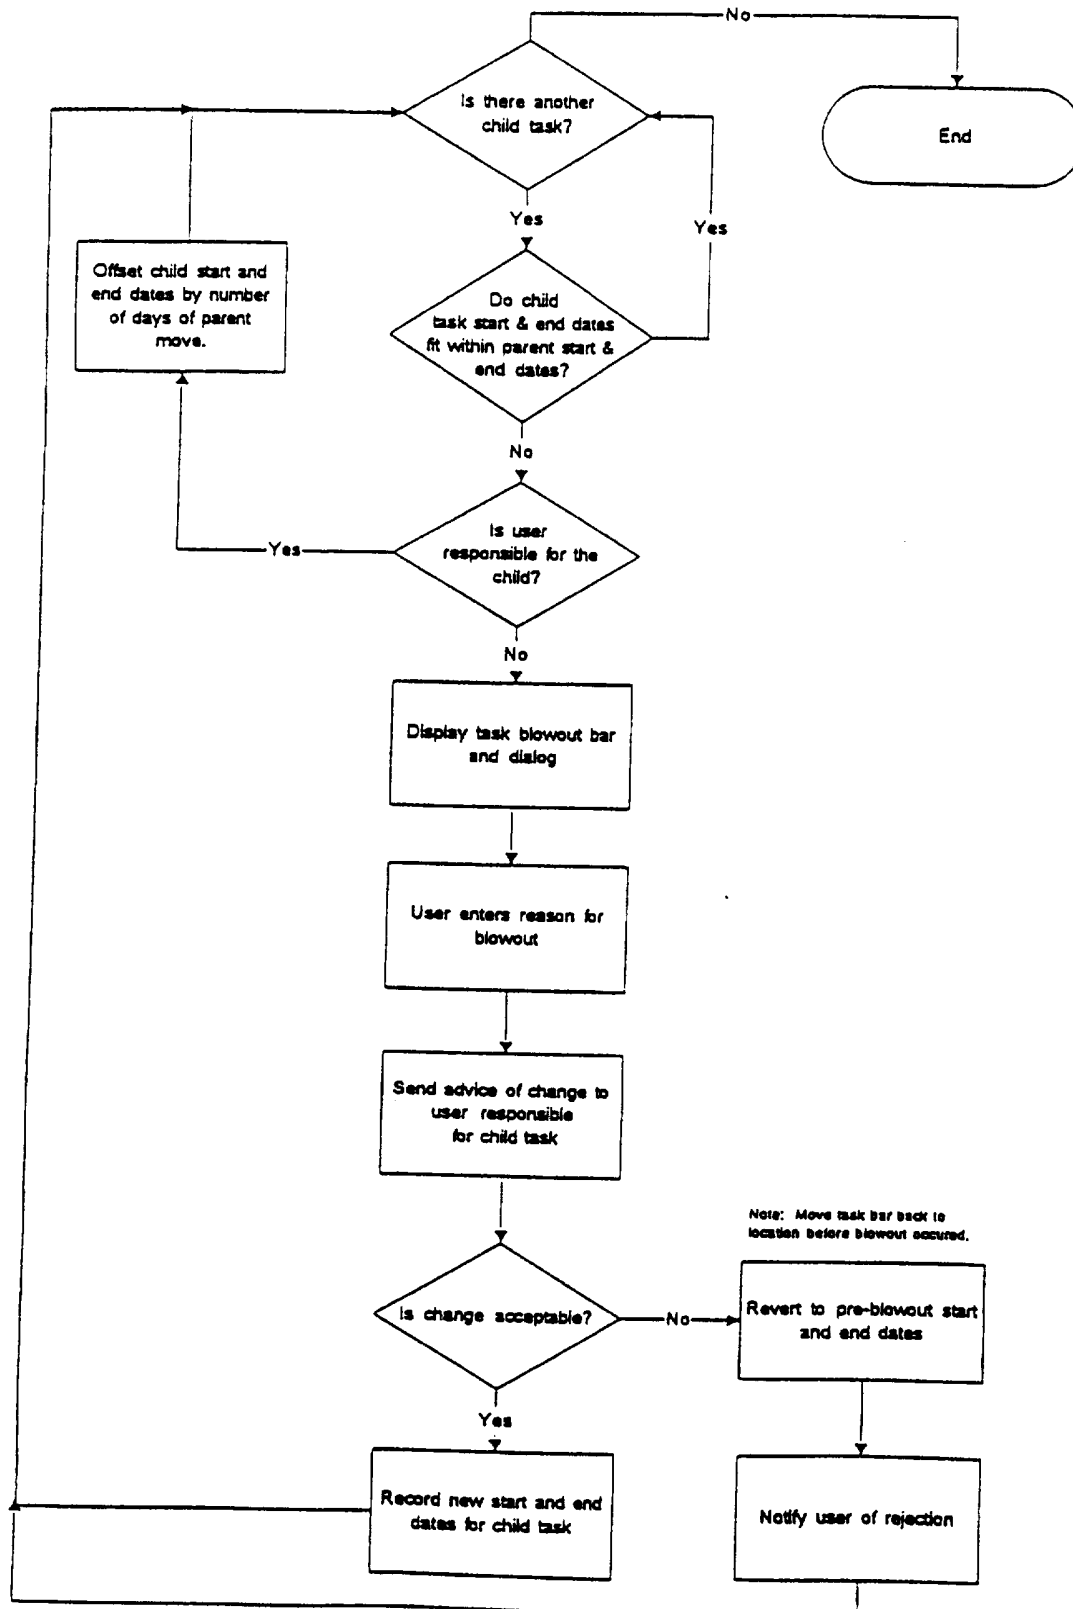 No
Is there another
child task?
End
Yes
Yes
Offset child start and
end dates by number
of days of parent
move.
Do child
task start & end dates
fit within parent start &
end dates?
No
Is user
responsible for the
child?
Yes
No
Display task blowout bar
and dialog
User enters reason for
blowout
Send advice of change to
user responsible
for child task
Note: Move task bar back to
location before blowout occured.
Is change acceptable?
No
Revert to pre-blowout start
and end dates
Yes
Record new start and end
dates for child task
Notify user of rejection